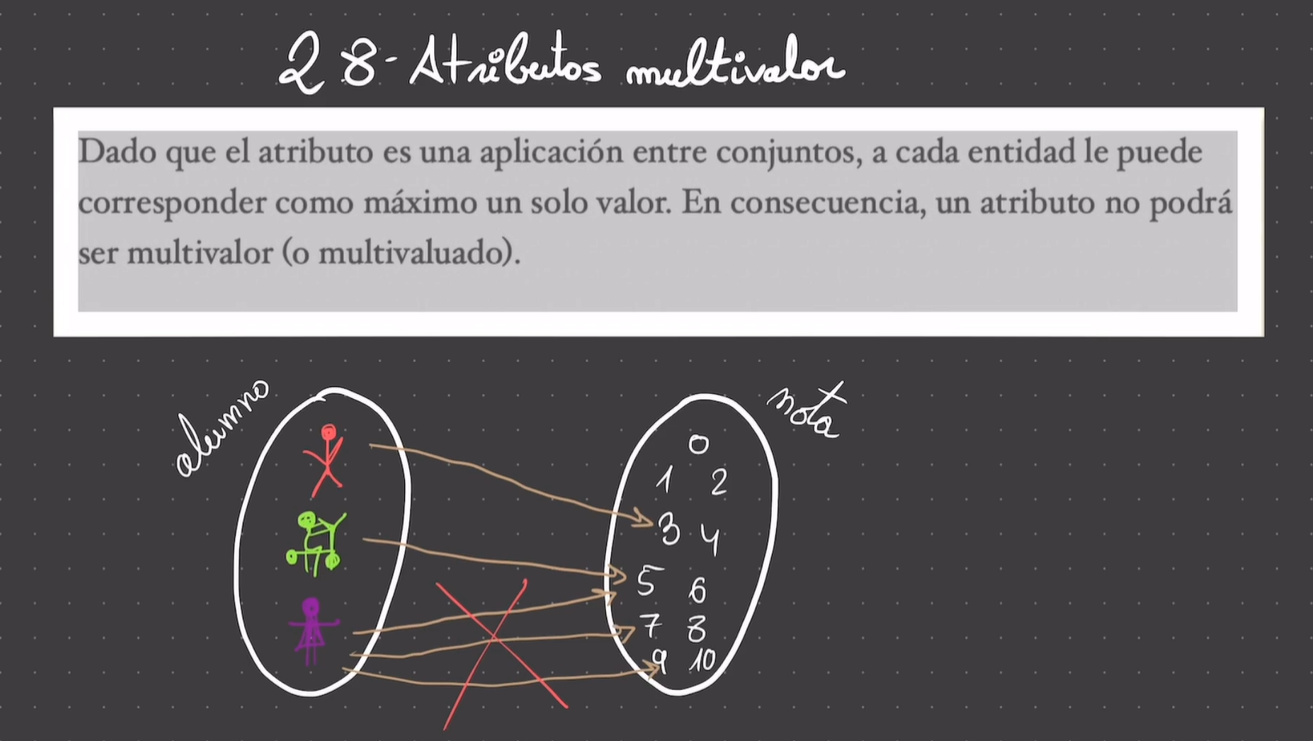 28-Atributos multivalor
Dado que el atributo es una aplicación entre conjuntos, a cada entidad le puede
corresponder como máximo un solo valor. En consecuencia, un atributo no podrá
ser multivalor (o multivaluado).
alumno
nota
0
1 2
3 4
5 6
7 8
9 10